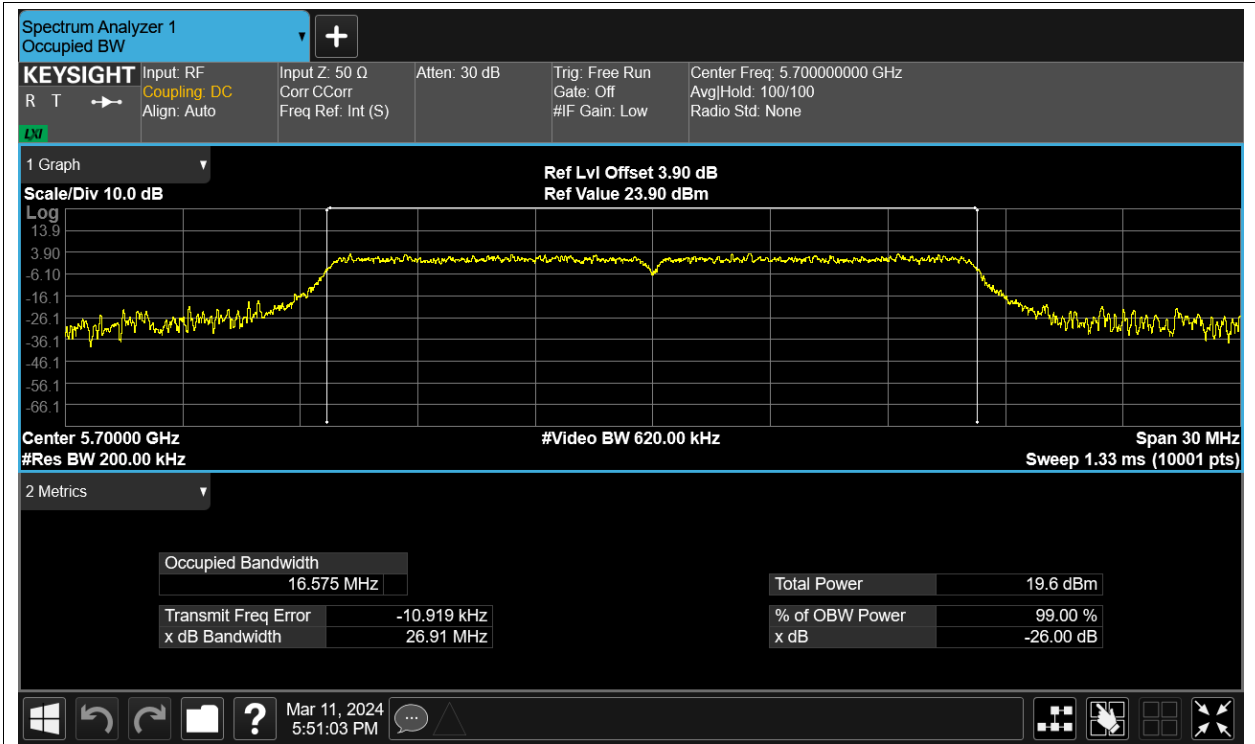 Spectrum Analyzer 1
Occupied BW
KEYSIGHT
R T
LXI
Input: RF
Coupling: DC
Align: Auto
Input Z: 50 Ω
Corr CCorr
Freq Ref: Int (S)
Atten: 30 dB
Trig: Free Run
Gate: Off
#IF Gain: Low
Center Freq: 5.700000000 GHz
Avg|Hold: 100/100
Radio Std: None
1 Graph
Scale/Div 10.0 dB
Ref Lvl Offset 3.90 dB
Ref Value 23.90 dBm
Log
13.9
3.90
-6.10
-16.1
-26.1
-36.1
-46.1
-56.1
-66.1
Center 5.70000 GHz
#Res BW 200.00 kHz
#Video BW 620.00 kHz
Span 30 MHz
Sweep 1.33 ms (10001 pts)
2 Metrics
Occupied Bandwidth
16.575 MHz
Transmit Freq Error -10.919 kHz
x dB Bandwidth 26.91 MHz
Total Power 19.6 dBm
% of OBW Power 99.00 %
x dB -26.00 dB
?
Mar 11, 2024
5:51:03 PM